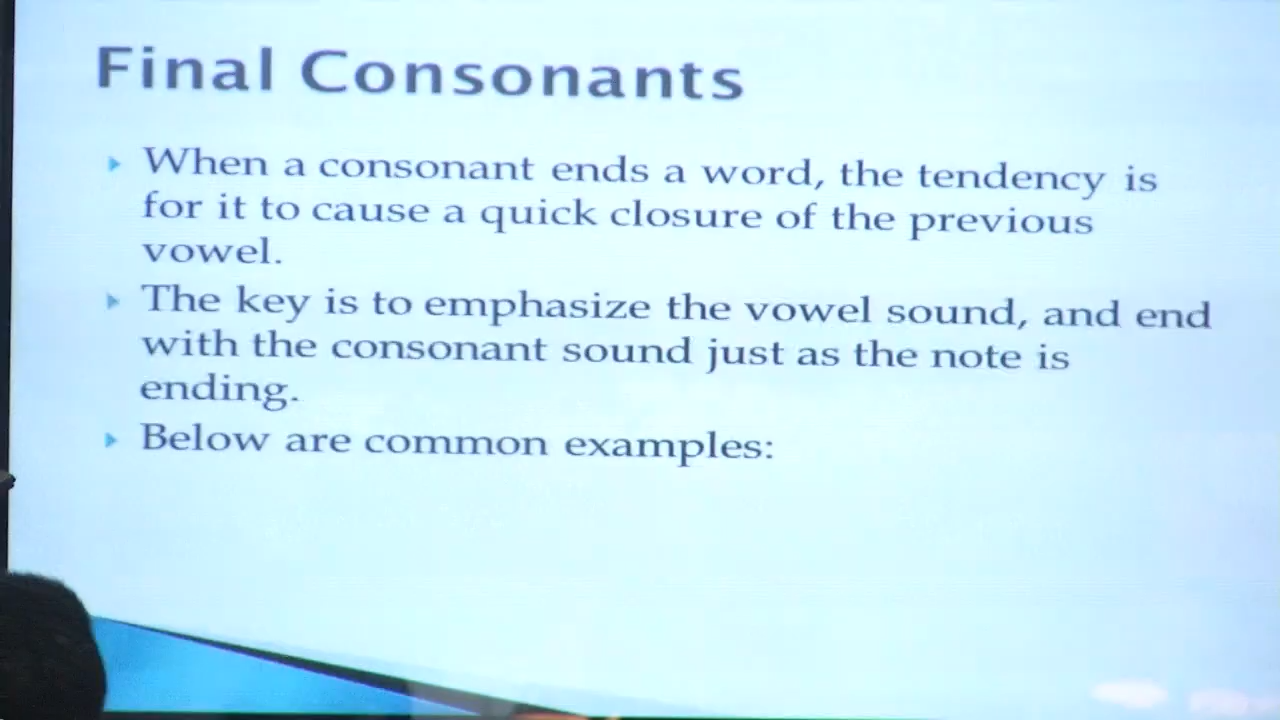 Final Consonants
When a consonant ends a word, the tendency is
for it to cause a quick closure of the previous
vowel.
The key is to emphasize the vowel sound, and end
with the consonant sound just as the note is
ending.
Below are common examples: